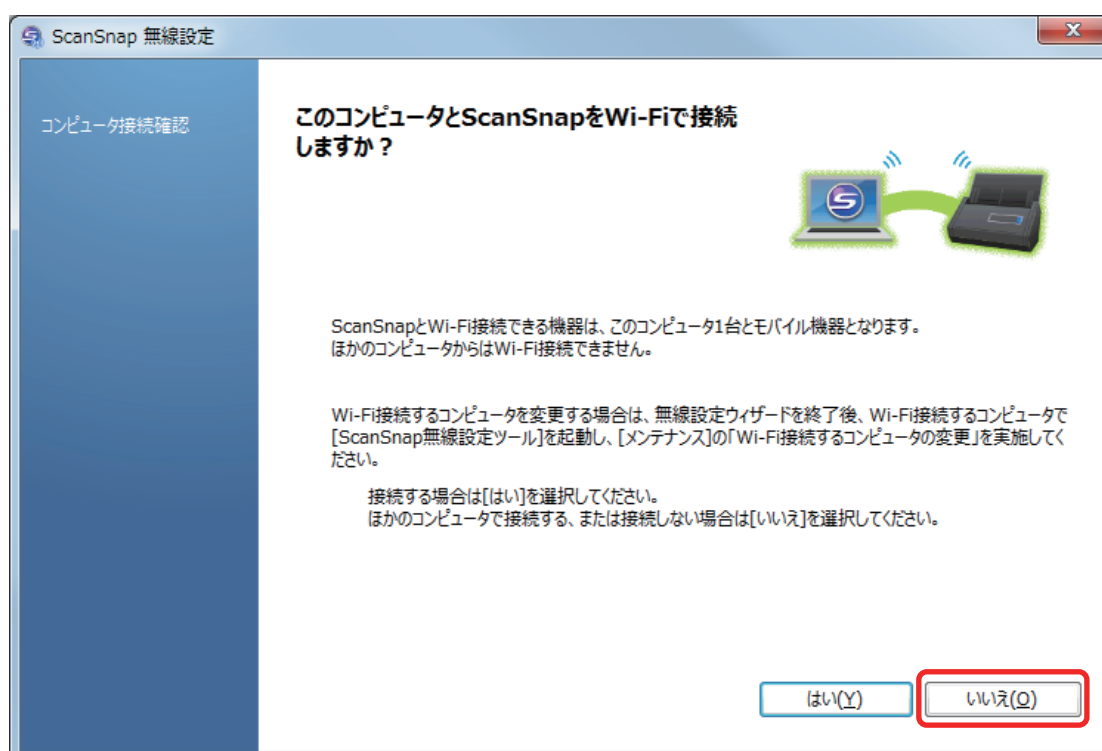 ScanSnap 無線設定
コンピュータ接続確認
このコンピュータとScanSnapをWi-Fiで接続
しますか？
ScanSnapとWi-Fi接続できる機器は、このコンピュータ1台とモバイル機器となります。
ほかのコンピュータからはWi-Fi接続できません。
Wi-Fi接続するコンピュータを変更する場合は、無線設定ウィザードを終了後、Wi-Fi接続するコンピュータで
[ScanSnap無線設定ツール]を起動し、[メンテナンス]の「Wi-Fi接続するコンピュータの変更」を実施してく
ださい。
接続する場合は[はい]を選択してください。
ほかのコンピュータで接続する、または接続しない場合は[いいえ]を選択してください。
はい(Y) いいえ(O)